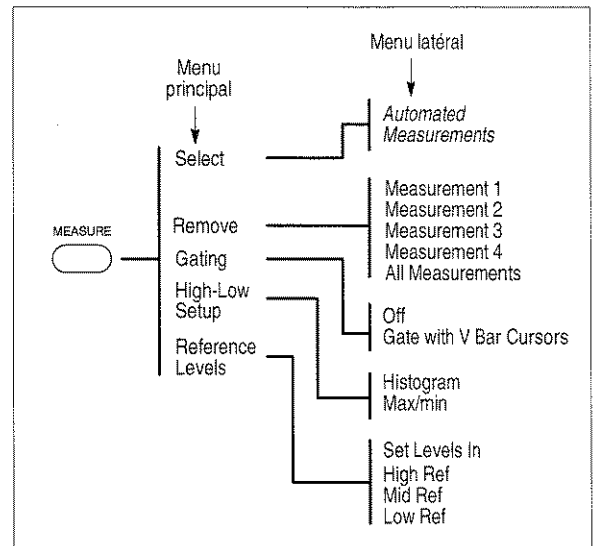 Menu latéral
Menu
principal
Automated
Measurements
Select
Measurement 1
Measurement 2
Measurement 3
Measurement 4
All Measurements
Remove
MEASURE
Gating
High-Low
Setup
Off
Gate with V Bar Cursors
Reference
Levels
Histogram
Max/min
Set Levels In
High Ref
Mid Ref
Low Ref